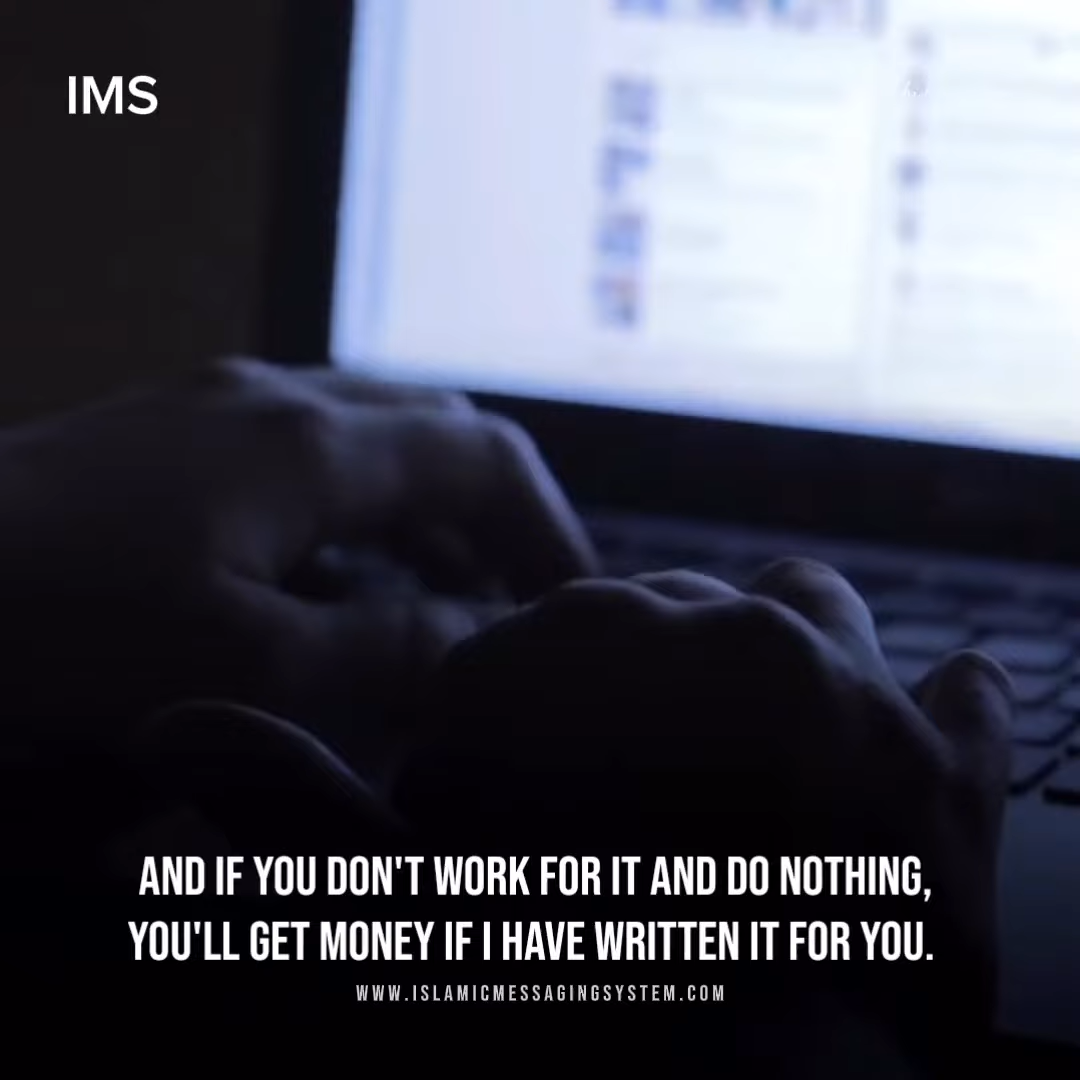 IMS
AND IF YOU DON'T WORK FOR IT AND DO NOTHING,
YOU'LL GET MONEY IF I HAVE WRITTEN IT FOR YOU.
WWW.ISLAMICMESSAGINGSYSTEM.COM